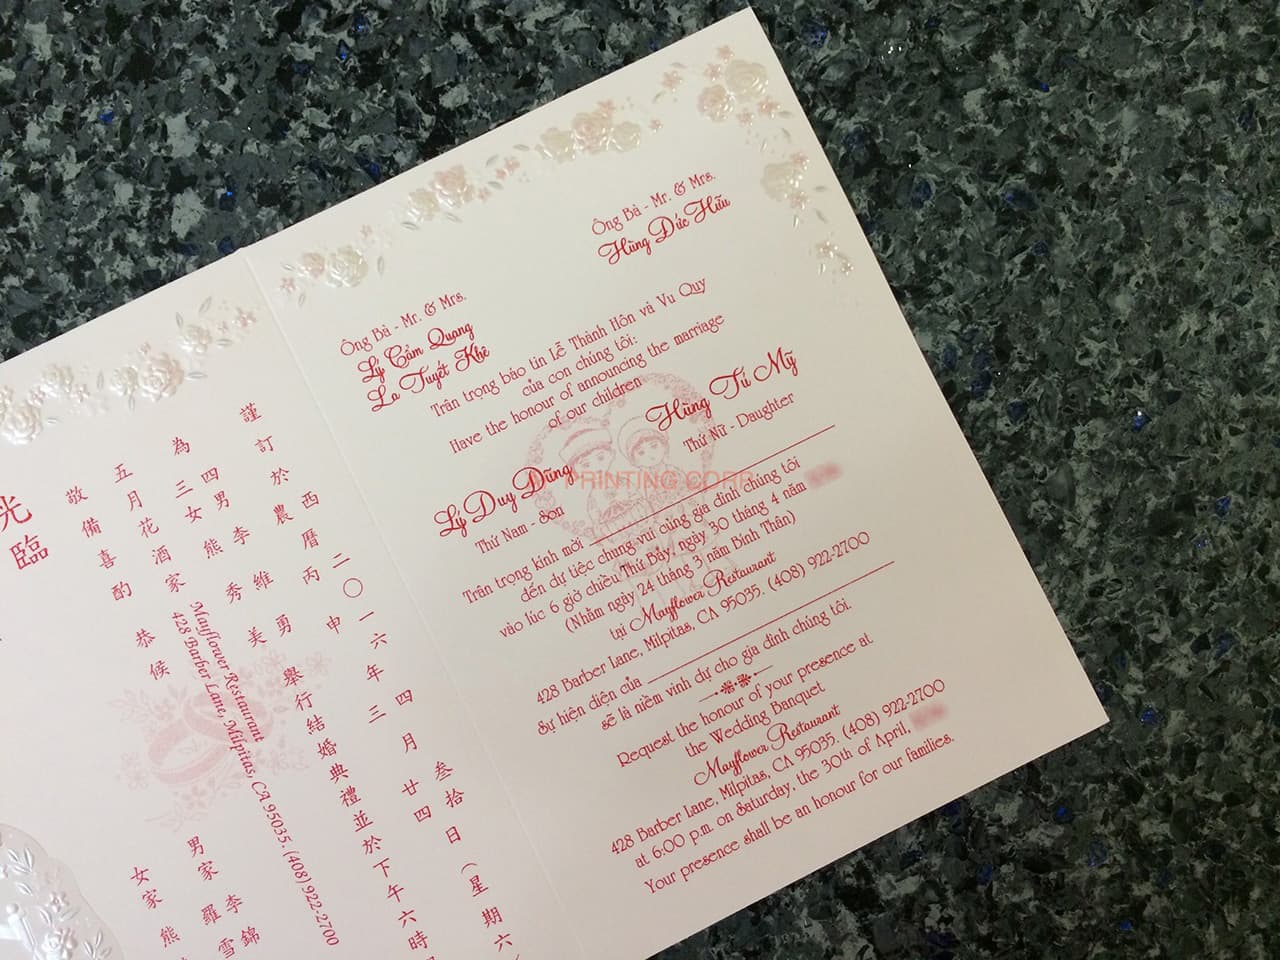 Ông Bà - Mr. & Mrs.
Lý Cẩm Quang
La Tuyết Khê
Ông Bà - Mr. & Mrs.
Hùng Đức Hữu
Trân trọng báo tin Lễ Thành Hôn và Vu Quy
của con chúng tôi:
Have the honour of announcing the marriage
of our children
Lý Duy Dũng
Thứ Nam - Son
Hùng Tú Mỹ
Thứ Nữ - Daughter
PRINTING CORP
Trân trọng kính mời
đến dự tiệc chung vui cùng gia đình chúng tôi
vào lúc 6 giờ chiều Thứ Bảy, ngày 30 tháng 4 năm
(Nhằm ngày 24 tháng 3 năm Bính Thân)
tại Mayflower Restaurant
428 Barber Lane, Milpitas, CA 95035. (408) 922-2700
Sự hiện diện của
sẽ là niềm vinh dự cho gia đình chúng tôi.
Request the honour of your presence at
the Wedding Banquet
Mayflower Restaurant
428 Barber Lane, Milpitas, CA 95035. (408) 922-2700
at 6:00 p.m. on Saturday, the 30th of April,
Your presence shall be an honour for our families.
謹訂於
西曆二〇一六年四月叁拾日(星期六
農丙申年三月廿四
為
四男李維勇
三女熊秀美
舉行結婚典禮並於下午六時
五月花酒家
Mayflower Restaurant
428 Barber Lane, Milpitas, CA 95035. (408) 922-2700
敬備喜酌恭候
男家李錦
羅雪
女家熊
光臨